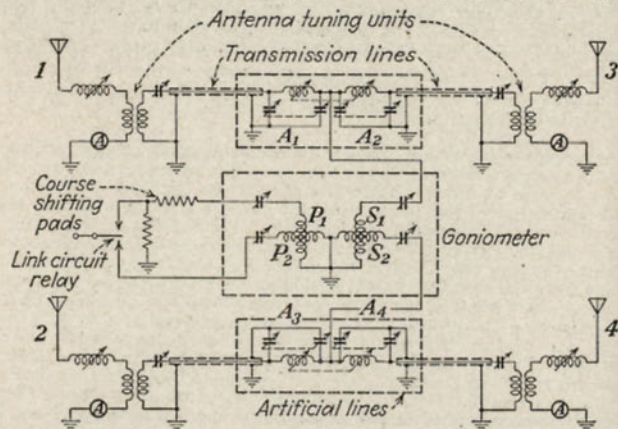 Antenna tuning units
1
Transmission lines
3
A
A1
A2
A
Course
shifting
pads
P1
S1
Goniometer
P2
S2
Link circuit
relay
2
A3
A4
4
A
A
Artificial lines